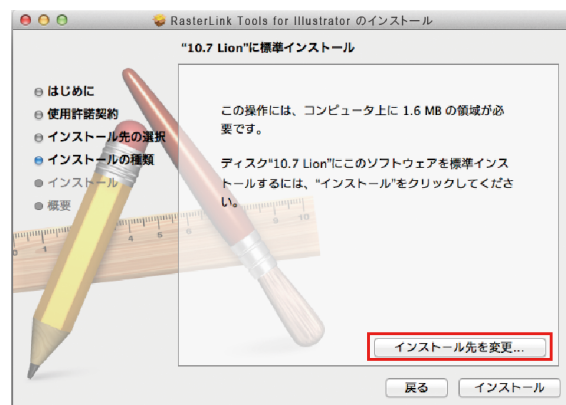 RasterLink Tools for Illustrator のインストール
"10.7 Lion"に標準インストール
はじめに
使用許諾契約
インストール先の選択
インストールの種類
インストール
概要
この操作には、コンピュータ上に 1.6 MB の領域が必
要です。
ディスク"10.7 Lion"にこのソフトウェアを標準インス
トールするには、"インストール"をクリックしてくださ
い。
インストール先を変更...
戻る
インストール